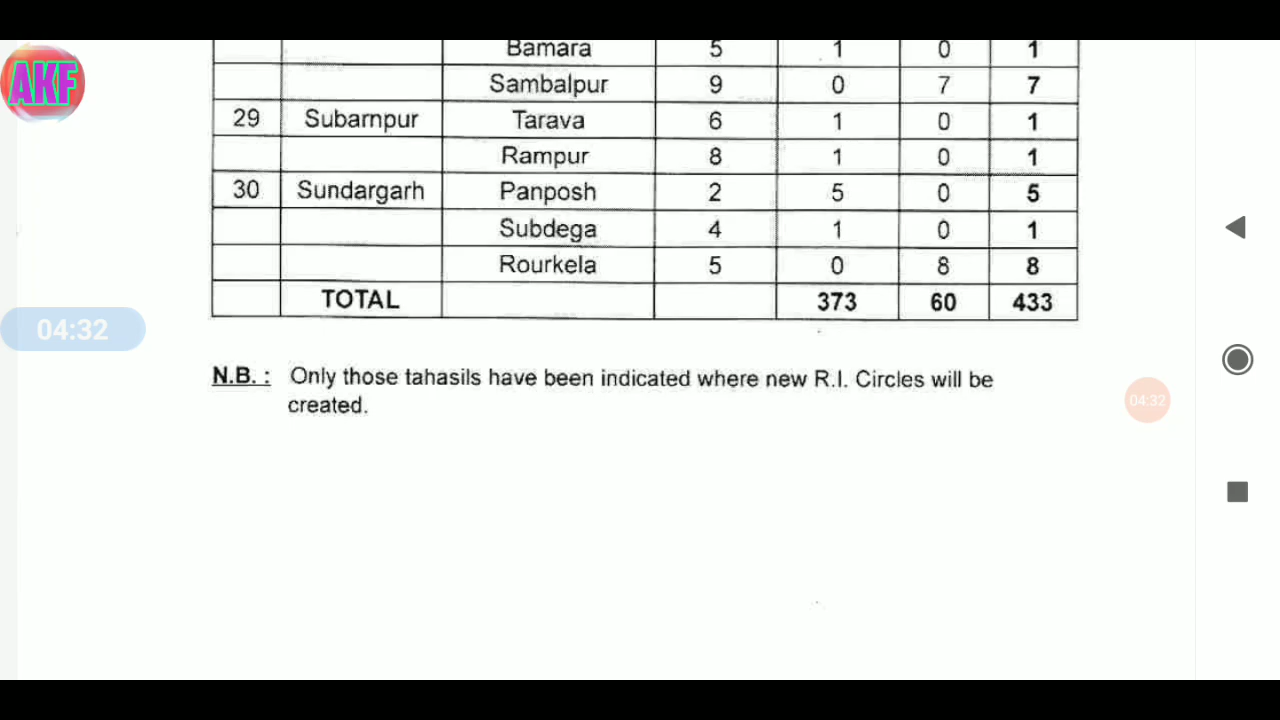 AKF
Bamara 5 1 0 1
Sambalpur 9 0 7 7
29 Subarnpur Tarava 6 1 0 1
Rampur 8 1 0 1
30 Sundargarh Panposh 2 5 0 5
Subdega 4 1 0 1
Rourkela 5 0 8 8
TOTAL 373 60 433
04:32
N.B. : Only those tahasils have been indicated where new R.I. Circles will be
created.
04:32